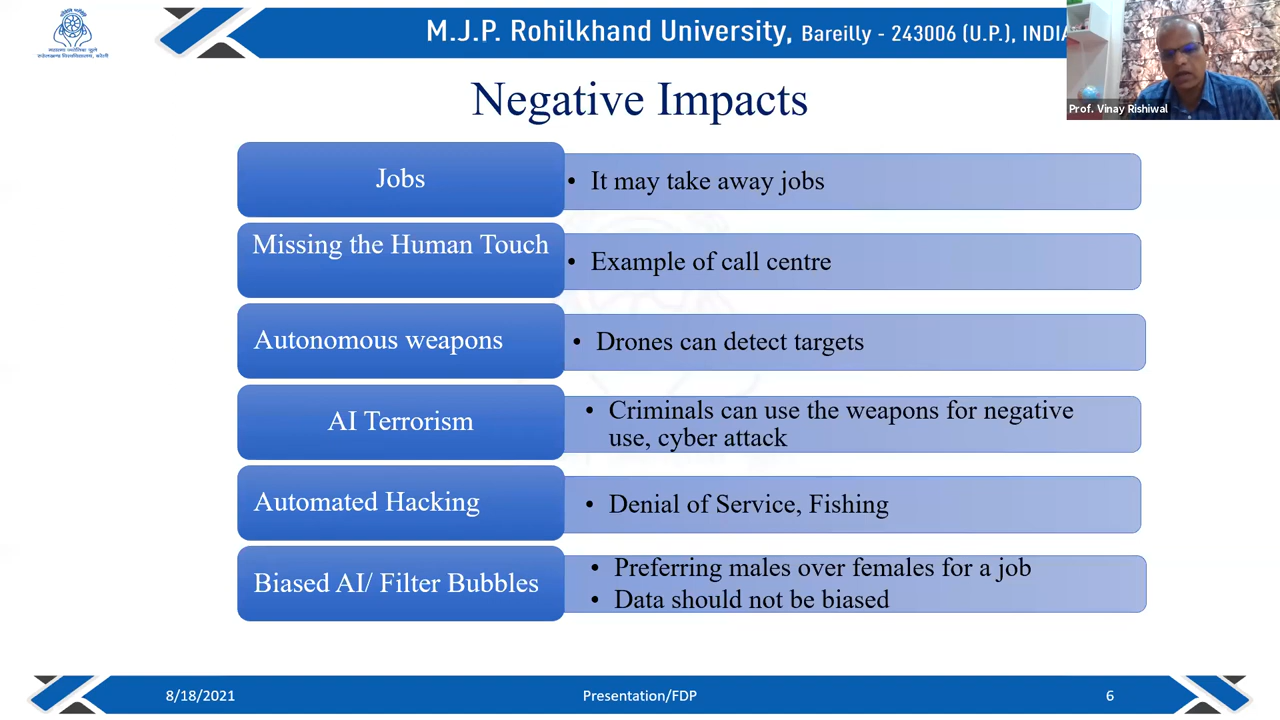 M.J.P. Rohilkhand University, Bareilly - 243006 (U.P.), INDIA
Prof. Vinay Rishiwal
Negative Impacts
Jobs
• It may take away jobs
Missing the Human Touch
• Example of call centre
Autonomous weapons
• Drones can detect targets
AI Terrorism
• Criminals can use the weapons for negative
use, cyber attack
Automated Hacking
• Denial of Service, Fishing
Biased AI/ Filter Bubbles
• Preferring males over females for a job
• Data should not be biased
8/18/2021
Presentation/FDP
6